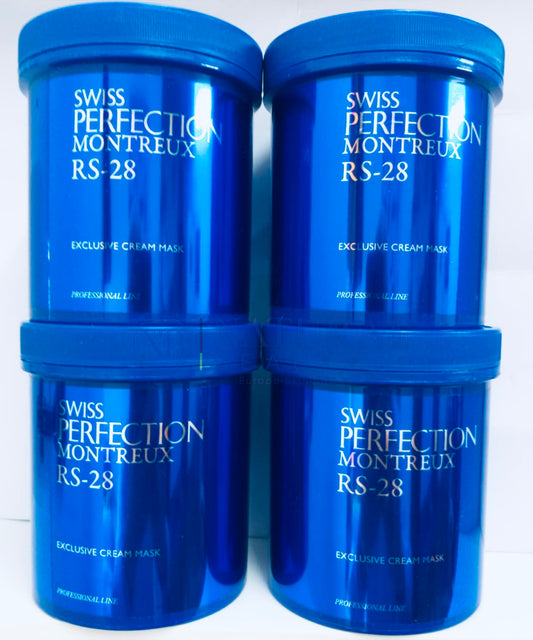 SWISS
PERFECTION
MONTREUX
RS-28
EXCLUSIVE CREAM MASK
PROFESSIONAL LINE
SWISS
PERFECTION
MONTREUX
RS-28
EXCLUSIVE CREAM MASK
PROFESSIONAL LINE
SWISS
PERFECTION
MONTREUX
RS-28
EXCLUSIVE CREAM MASK
PROFESSIONAL LINE
SWISS
PERFECTION
MONTREUX
RS-28
EXCLUSIVE CREAM MASK
PROFESSIONAL LINE